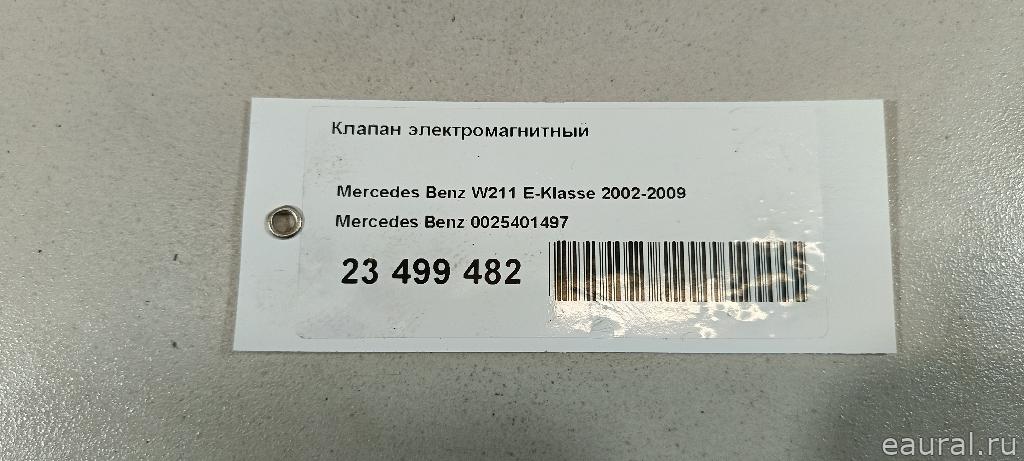 Клапан электромагнитный
Mercedes Benz W211 E-Klasse 2002-2009
Mercedes Benz 0025401497
23 499 482
eaural.ru